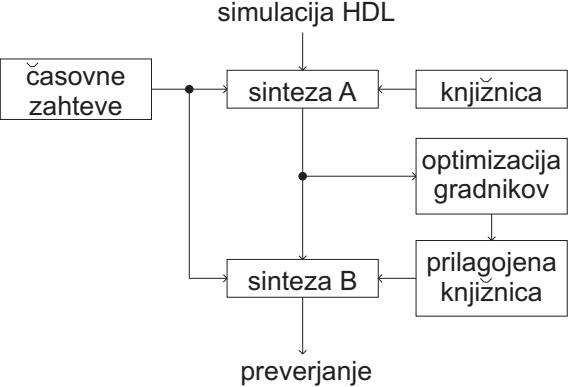 simulacija HDL
časovne
zahteve
sinteza A
knjižnica
optimizacija
gradnikov
prilagojena
knjižnica
sinteza B
preverjanje